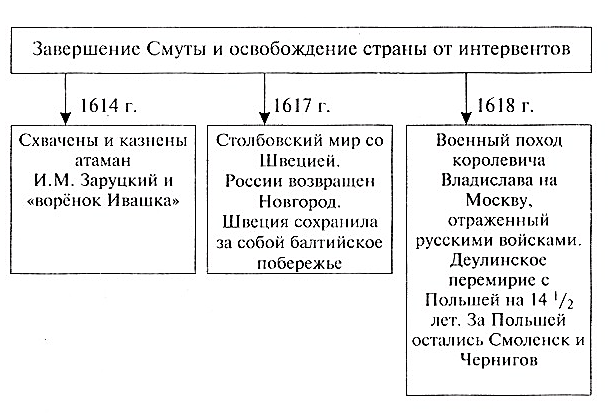 Завершение Смуты и освобождение страны от интервентов
1614 г.
Схвачены и казнены
атаман
И.М. Заруцкий и
«ворёнок Ивашка»
1617 г.
Столбовский мир со
Швецией.
России возвращен
Новгород.
Швеция сохранила
за собой балтийское
побережье
1618 г.
Военный поход
королевича
Владислава на
Москву,
отраженный
русскими войсками.
Деулинское
перемирие с
Польшей на 14 1/2
лет. За Польшей
остались Смоленск и
Чернигов